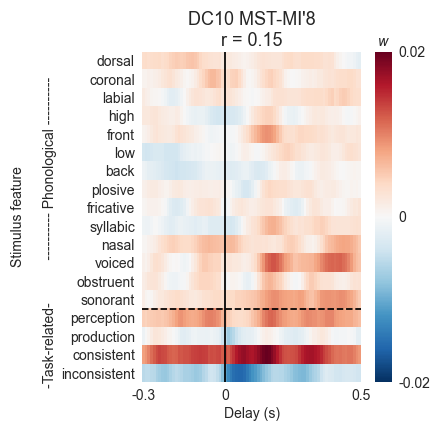 DC10 MST-MI'8
r = 0.15
w
dorsal
coronal
labial
high
front
low
back
plosive
fricative
syllabic
nasal
voiced
obstruent
sonorant
perception
production
consistent
inconsistent
Stimulus feature
-Task-related- ----------- Phonological ----------
0.02
0
-0.02
-0.3 0 0.5
Delay (s)